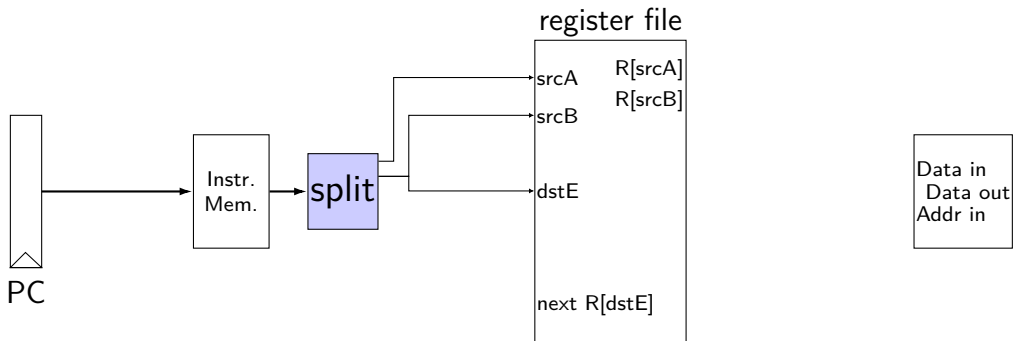 register file
srcA
R[srcA]
R[srcB]
srcB
Instr.
Mem.
split
dstE
Data in
Data out
Addr in
PC
next R[dstE]